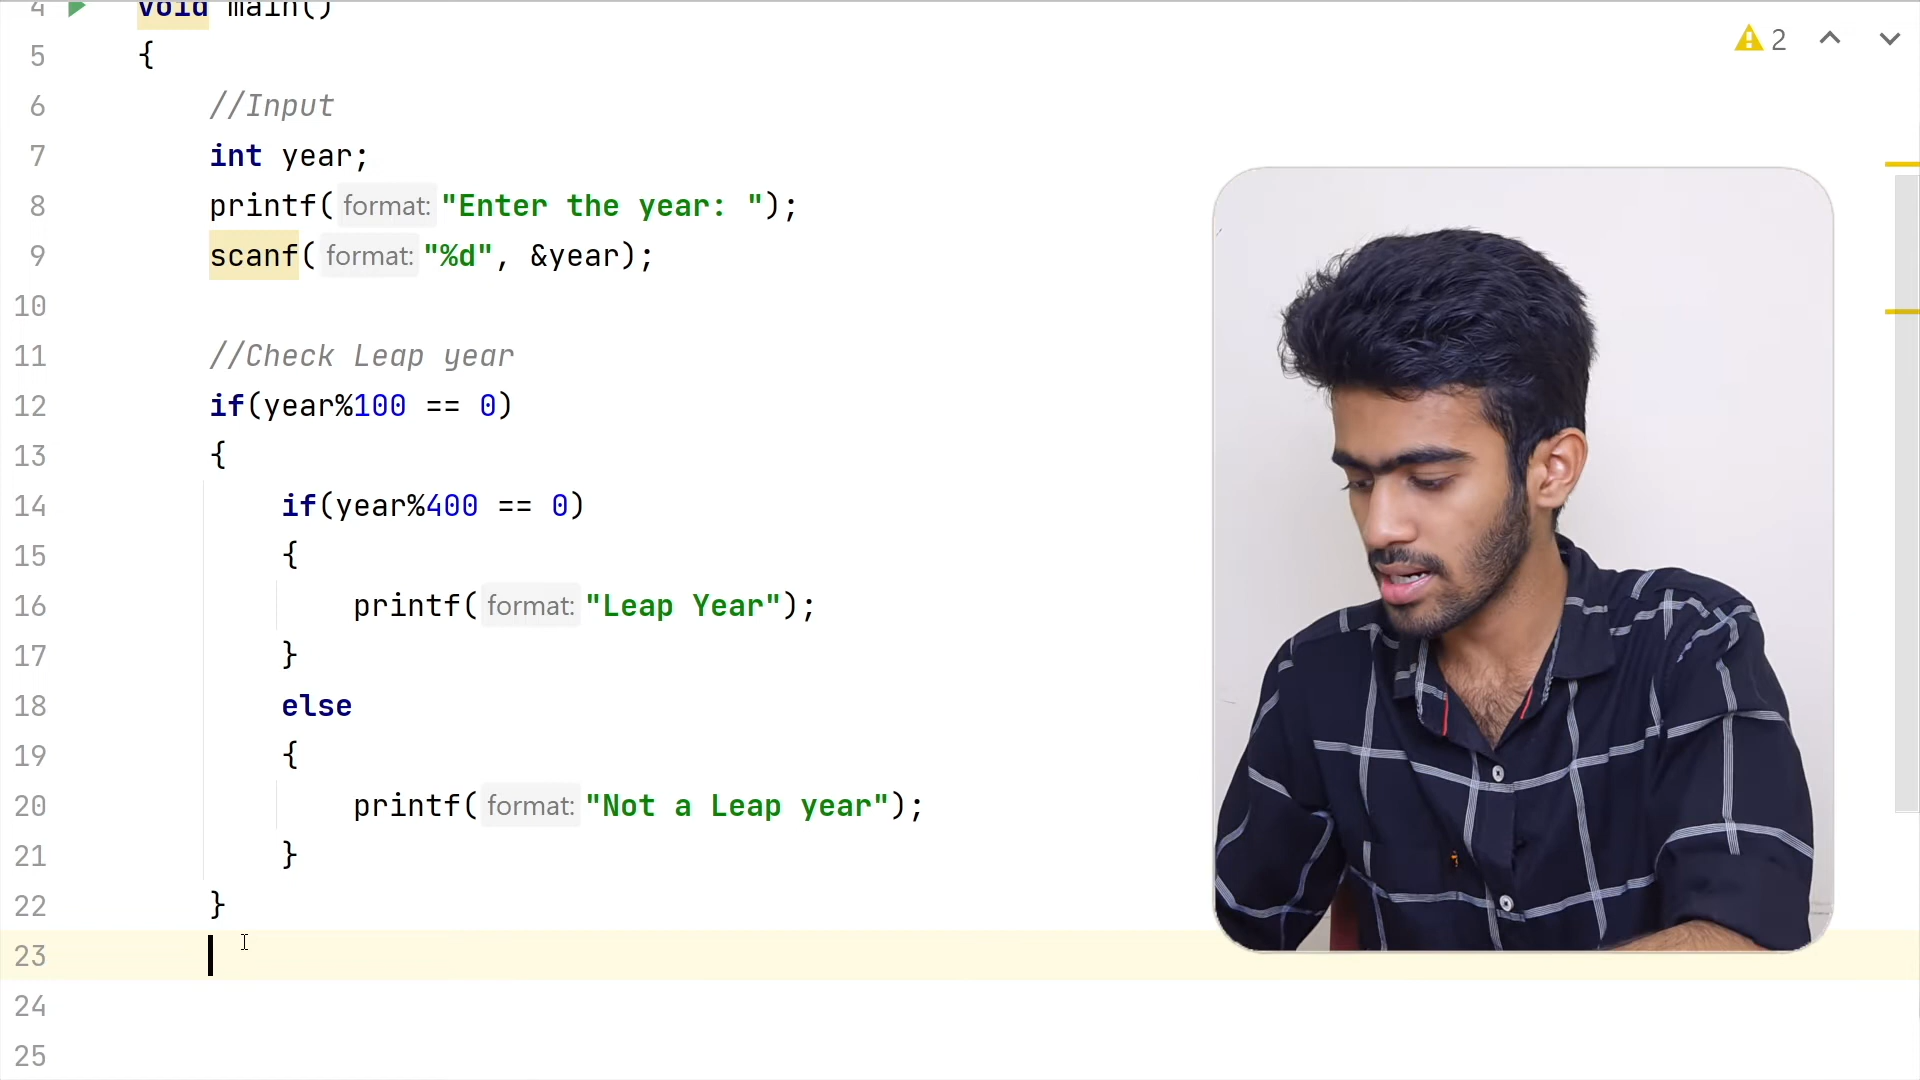 4 void main()
2
5 {
6 //Input
7 int year;
8 printf( format: "Enter the year: ");
9 scanf( format: "%d", &year);
10
11 //Check Leap year
12 if(year%100 == 0)
13 {
14 if(year%400 == 0)
15 {
16 printf( format: "Leap Year");
17 }
18 else
19 {
20 printf( format: "Not a Leap year");
21 }
22 }
23
24
25